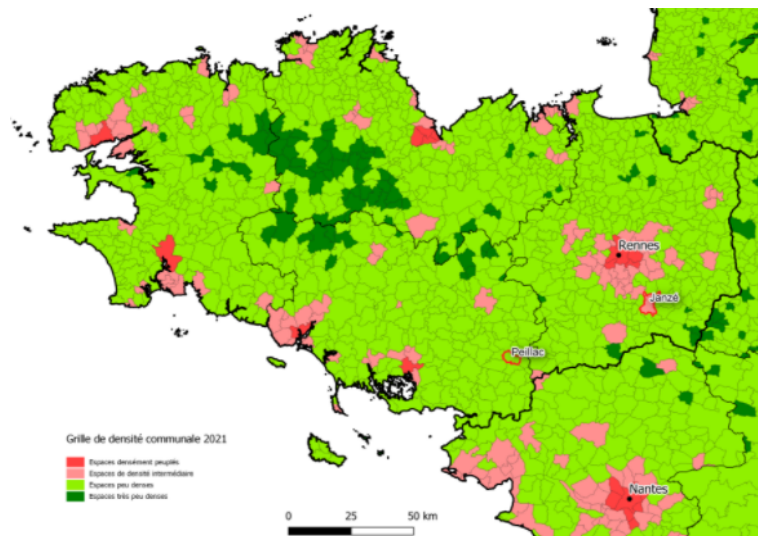 Rennes
Janzé
Peillac
Nantes
Grille de densité communale 2021
Espaces densément peuplés
Espaces de densité intermédiaire
Espaces peu denses
Espaces très peu denses
0 25 50 km